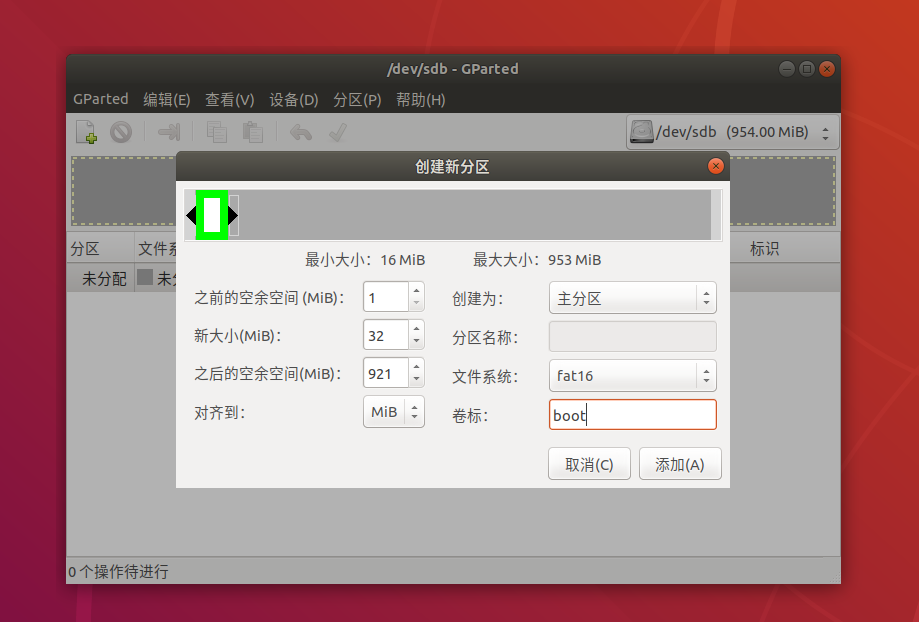 /dev/sdb - GParted
GParted 编辑(E) 查看(V) 设备(D) 分区(P) 帮助(H)
/dev/sdb (954.00 MiB)
创建新分区
分区 文件系 标识
未分配 未分
最小大小：16 MiB 最大大小：953 MiB
之前的空余空间 (MiB)： 1 创建为： 主分区
新大小(MiB)： 32 分区名称：
之后的空余空间(MiB)： 921 文件系统： fat16
对齐到： MiB 卷标： boot
取消(C) 添加(A)
0 个操作待进行